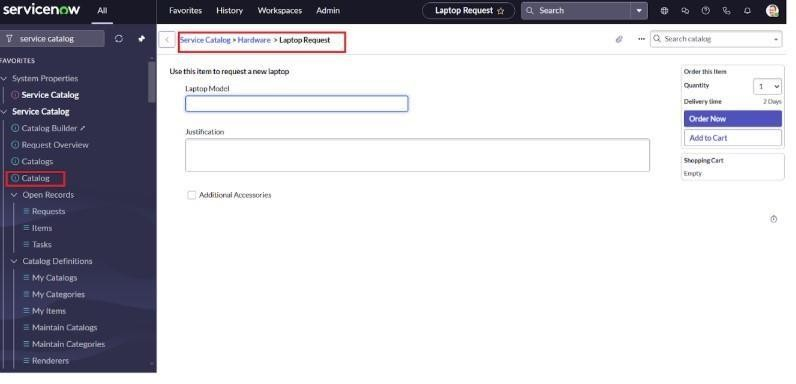 servicenow All Favorites History Workspaces Admin Laptop Request ☆ Search
service catalog
Service Catalog > Hardware > Laptop Request
Search catalog
FAVORITES
System Properties
Service Catalog
Service Catalog
Catalog Builder
Request Overview
Catalogs
Catalog
Open Records
Requests
Items
Tasks
Catalog Definitions
My Catalogs
My Categories
My Items
Maintain Catalogs
Maintain Categories
Renderers
Use this item to request a new laptop
Laptop Model
Justification
Additional Accessories
Order this Item
Quantity 1
Delivery time 2 Days
Order Now
Add to Cart
Shopping Cart
Empty